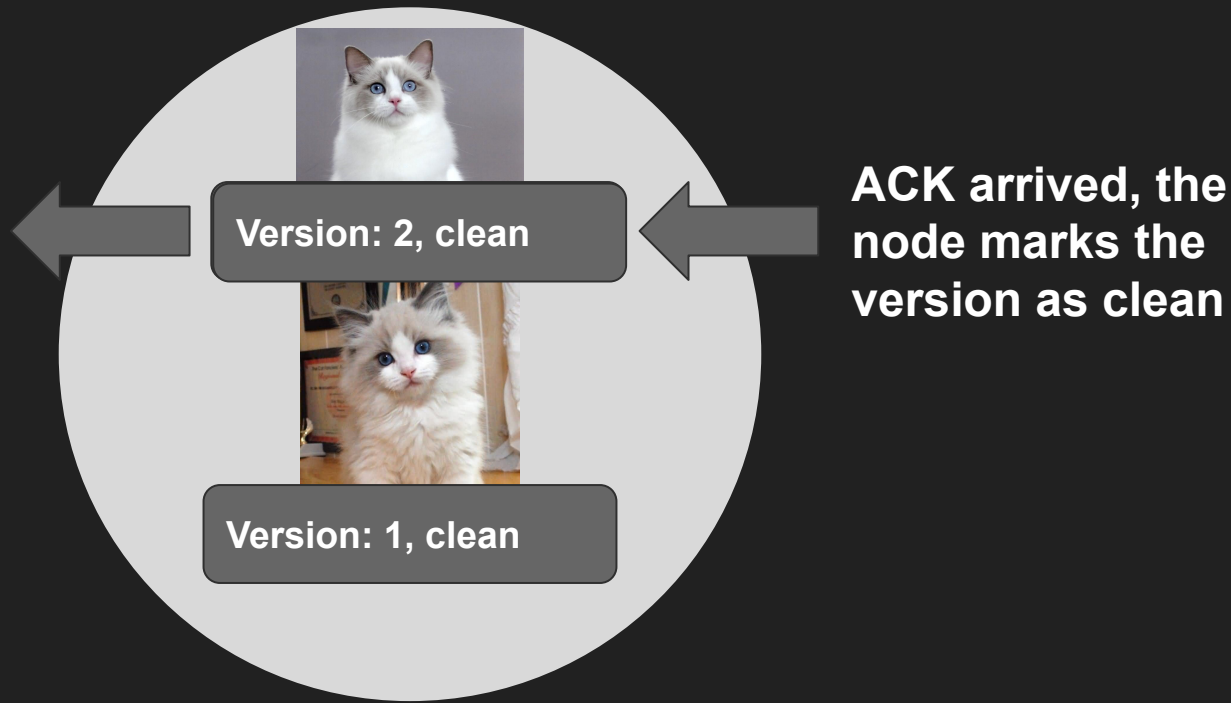 Version: 2, clean
ACK arrived, the
node marks the
version as clean
Version: 1, clean